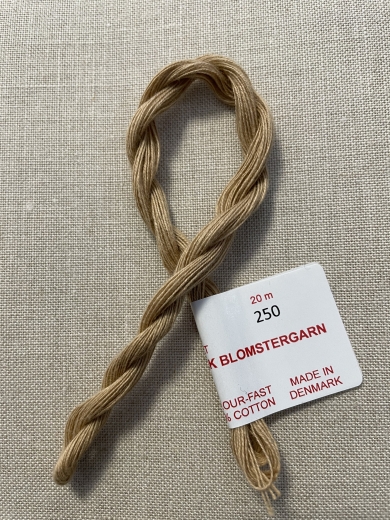 20 m
250
T
K BLOMSTERGARN
OUR-FAST MADE IN
% COTTON DENMARK